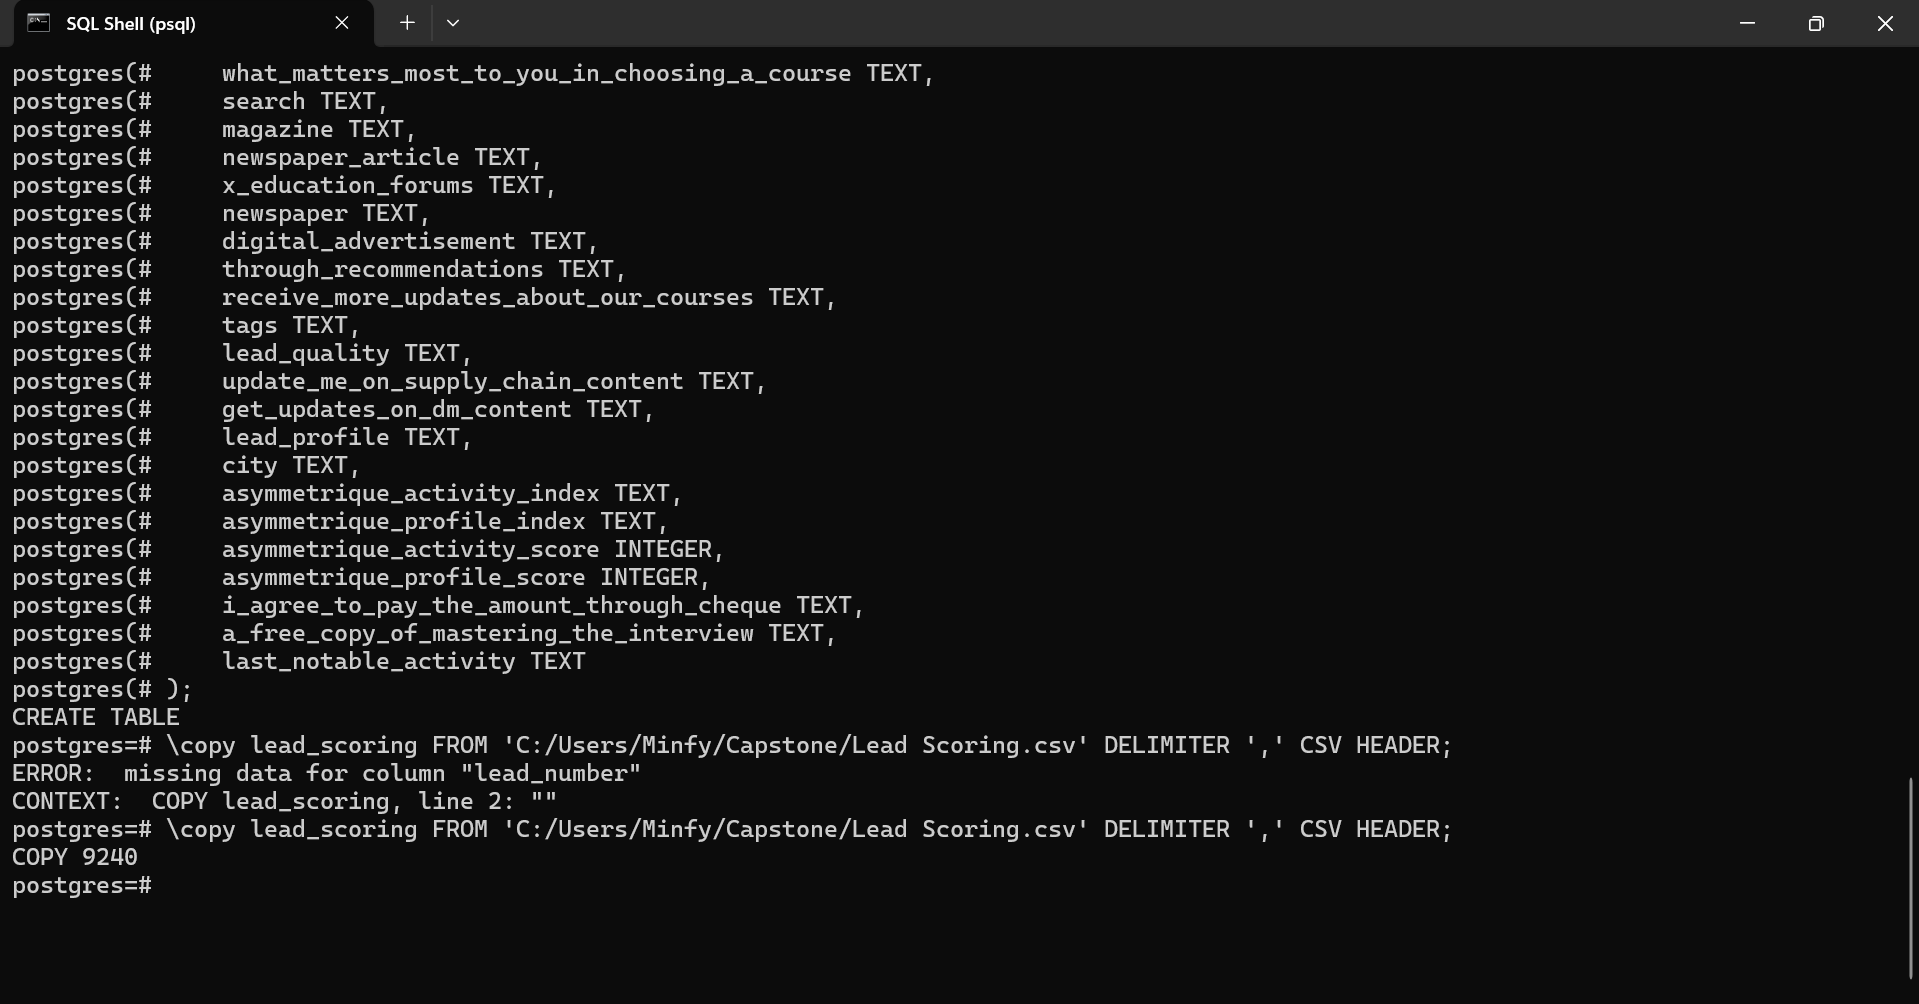 SQL Shell (psql)
postgres(#     what_matters_most_to_you_in_choosing_a_course TEXT,
postgres(#     search TEXT,
postgres(#     magazine TEXT,
postgres(#     newspaper_article TEXT,
postgres(#     x_education_forums TEXT,
postgres(#     newspaper TEXT,
postgres(#     digital_advertisement TEXT,
postgres(#     through_recommendations TEXT,
postgres(#     receive_more_updates_about_our_courses TEXT,
postgres(#     tags TEXT,
postgres(#     lead_quality TEXT,
postgres(#     update_me_on_supply_chain_content TEXT,
postgres(#     get_updates_on_dm_content TEXT,
postgres(#     lead_profile TEXT,
postgres(#     city TEXT,
postgres(#     asymmetrique_activity_index TEXT,
postgres(#     asymmetrique_profile_index TEXT,
postgres(#     asymmetrique_activity_score INTEGER,
postgres(#     asymmetrique_profile_score INTEGER,
postgres(#     i_agree_to_pay_the_amount_through_cheque TEXT,
postgres(#     a_free_copy_of_mastering_the_interview TEXT,
postgres(#     last_notable_activity TEXT
postgres(# );
CREATE TABLE
postgres=# \copy lead_scoring FROM 'C:/Users/Minfy/Capstone/Lead Scoring.csv' DELIMITER ',' CSV HEADER;
ERROR:  missing data for column "lead_number"
CONTEXT:  COPY lead_scoring, line 2: ""
postgres=# \copy lead_scoring FROM 'C:/Users/Minfy/Capstone/Lead Scoring.csv' DELIMITER ',' CSV HEADER;
COPY 9240
postgres=#